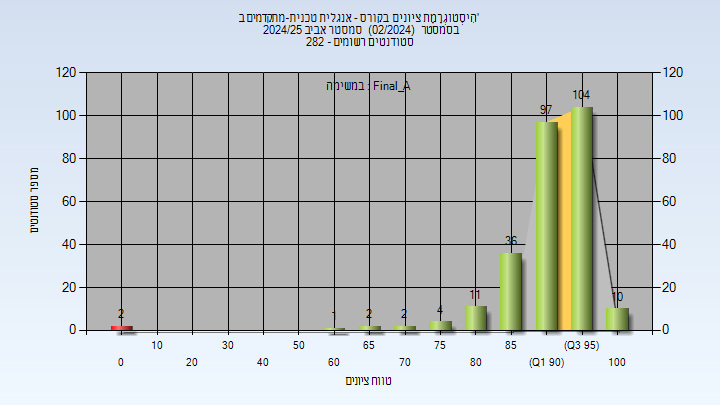 היסטוגרמת ציונים בקורס - אנגלית טכנית-מתקדמים ב'
בסמסטר (02/2024) סמסטר אביב 2024/25
סטודנטים רשומים - 282
במשימה : Final_A
120 120
100 100
80 80
60 60
40 40
20 20
0 0
מספר סטודנטים
2 1 2 2 4 11 36 97 104 10
10 30 50 65 75 85 (Q3 95)
0 20 40 60 70 80 (Q1 90) 100
טווח ציונים